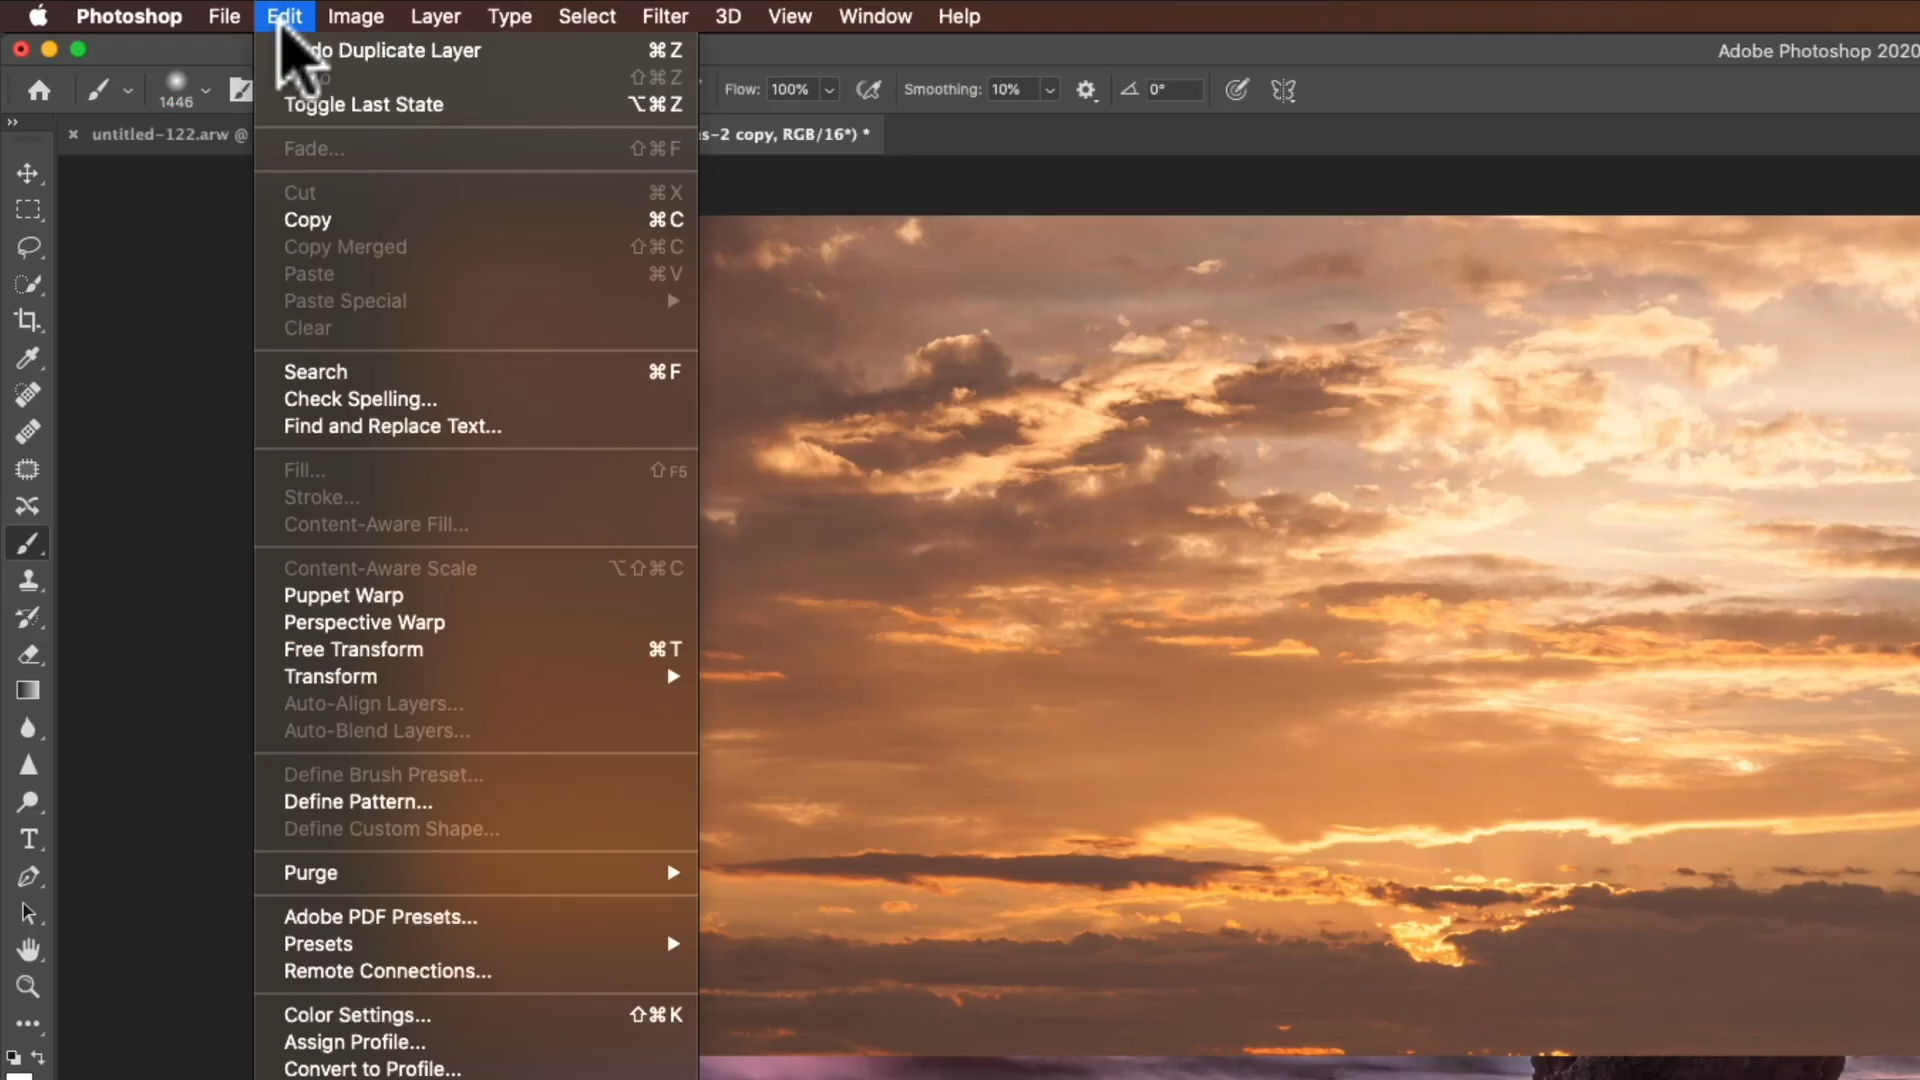 Photoshop File Edit Image Layer Type Select Filter 3D View Window Help
Duplicate Layer ⌘Z
Adobe Photoshop 2020
⇧⌘Z
1446 Flow: 100% Smoothing: 10% 0°
Toggle Last State ⌥⌘Z
untitled-122.arw @ s-2 copy, RGB/16*) *
Fade... ⇧⌘F
Cut ⌘X
Copy ⌘C
Copy Merged ⇧⌘C
Paste ⌘V
Paste Special
Clear
Search ⌘F
Check Spelling...
Find and Replace Text...
Fill... ⇧F5
Stroke...
Content-Aware Fill...
Content-Aware Scale ⌥⇧⌘C
Puppet Warp
Perspective Warp
Free Transform ⌘T
Transform
Auto-Align Layers...
Auto-Blend Layers...
Define Brush Preset...
Define Pattern...
Define Custom Shape...
Purge
Adobe PDF Presets...
Presets
Remote Connections...
Color Settings... ⇧⌘K
Assign Profile...
Convert to Profile...